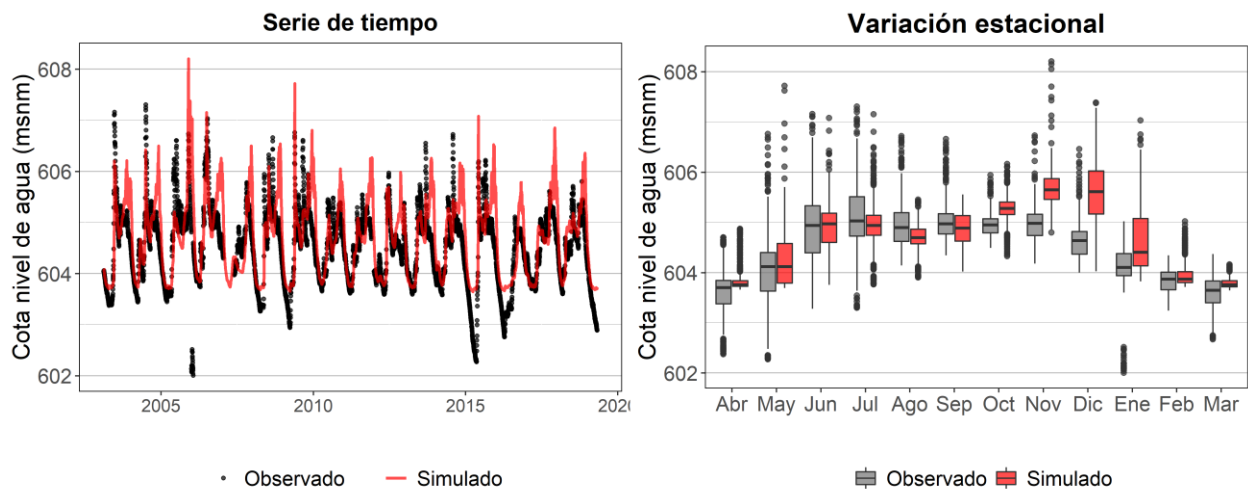 Serie de tiempo
Cota nivel de agua (msnm)
608
606
604
602
2005
2010
2015
2020
Observado
Simulado
Variación estacional
Cota nivel de agua (msnm)
608
606
604
602
Abr May Jun Jul Ago Sep Oct Nov Dic Ene Feb Mar
Observado
Simulado